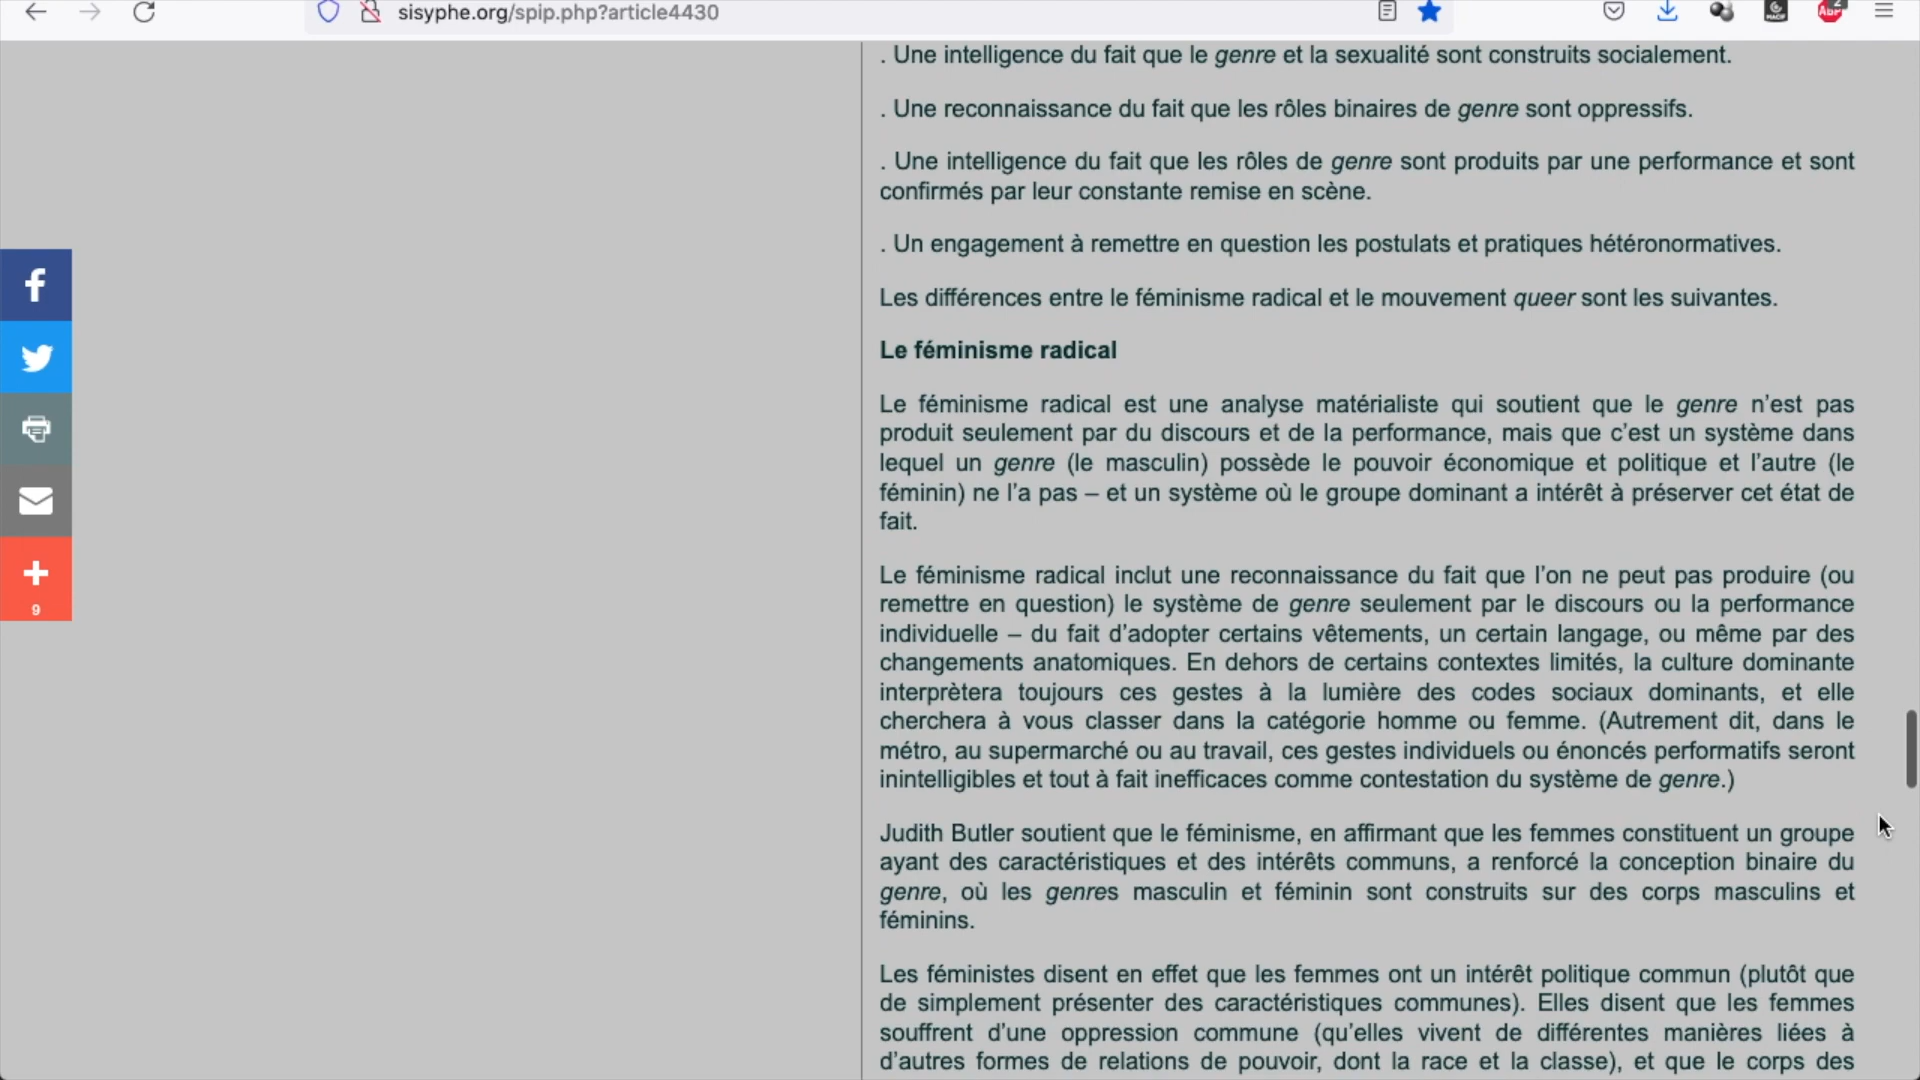 sisyphe.org/spip.php?article4430
2
. Une intelligence du fait que le genre et la sexualité sont construits socialement.
. Une reconnaissance du fait que les rôles binaires de genre sont oppressifs.
. Une intelligence du fait que les rôles de genre sont produits par une performance et sont
confirmés par leur constante remise en scène.
. Un engagement à remettre en question les postulats et pratiques hétéronormatives.
Les différences entre le féminisme radical et le mouvement queer sont les suivantes.
Le féminisme radical
Le féminisme radical est une analyse matérialiste qui soutient que le genre n’est pas
produit seulement par du discours et de la performance, mais que c’est un système dans
lequel un genre (le masculin) possède le pouvoir économique et politique et l’autre (le
féminin) ne l’a pas – et un système où le groupe dominant a intérêt à préserver cet état de
fait.
Le féminisme radical inclut une reconnaissance du fait que l’on ne peut pas produire (ou
remettre en question) le système de genre seulement par le discours ou la performance
individuelle – du fait d’adopter certains vêtements, un certain langage, ou même par des
changements anatomiques. En dehors de certains contextes limités, la culture dominante
interprètera toujours ces gestes à la lumière des codes sociaux dominants, et elle
cherchera à vous classer dans la catégorie homme ou femme. (Autrement dit, dans le
métro, au supermarché ou au travail, ces gestes individuels ou énoncés performatifs seront
inintelligibles et tout à fait inefficaces comme contestation du système de genre.)
Judith Butler soutient que le féminisme, en affirmant que les femmes constituent un groupe
ayant des caractéristiques et des intérêts communs, a renforcé la conception binaire du
genre, où les genres masculin et féminin sont construits sur des corps masculins et
féminins.
Les féministes disent en effet que les femmes ont un intérêt politique commun (plutôt que
de simplement présenter des caractéristiques communes). Elles disent que les femmes
souffrent d’une oppression commune (qu’elles vivent de différentes manières liées à
d’autres formes de relations de pouvoir, dont la race et la classe), et que le corps des
9